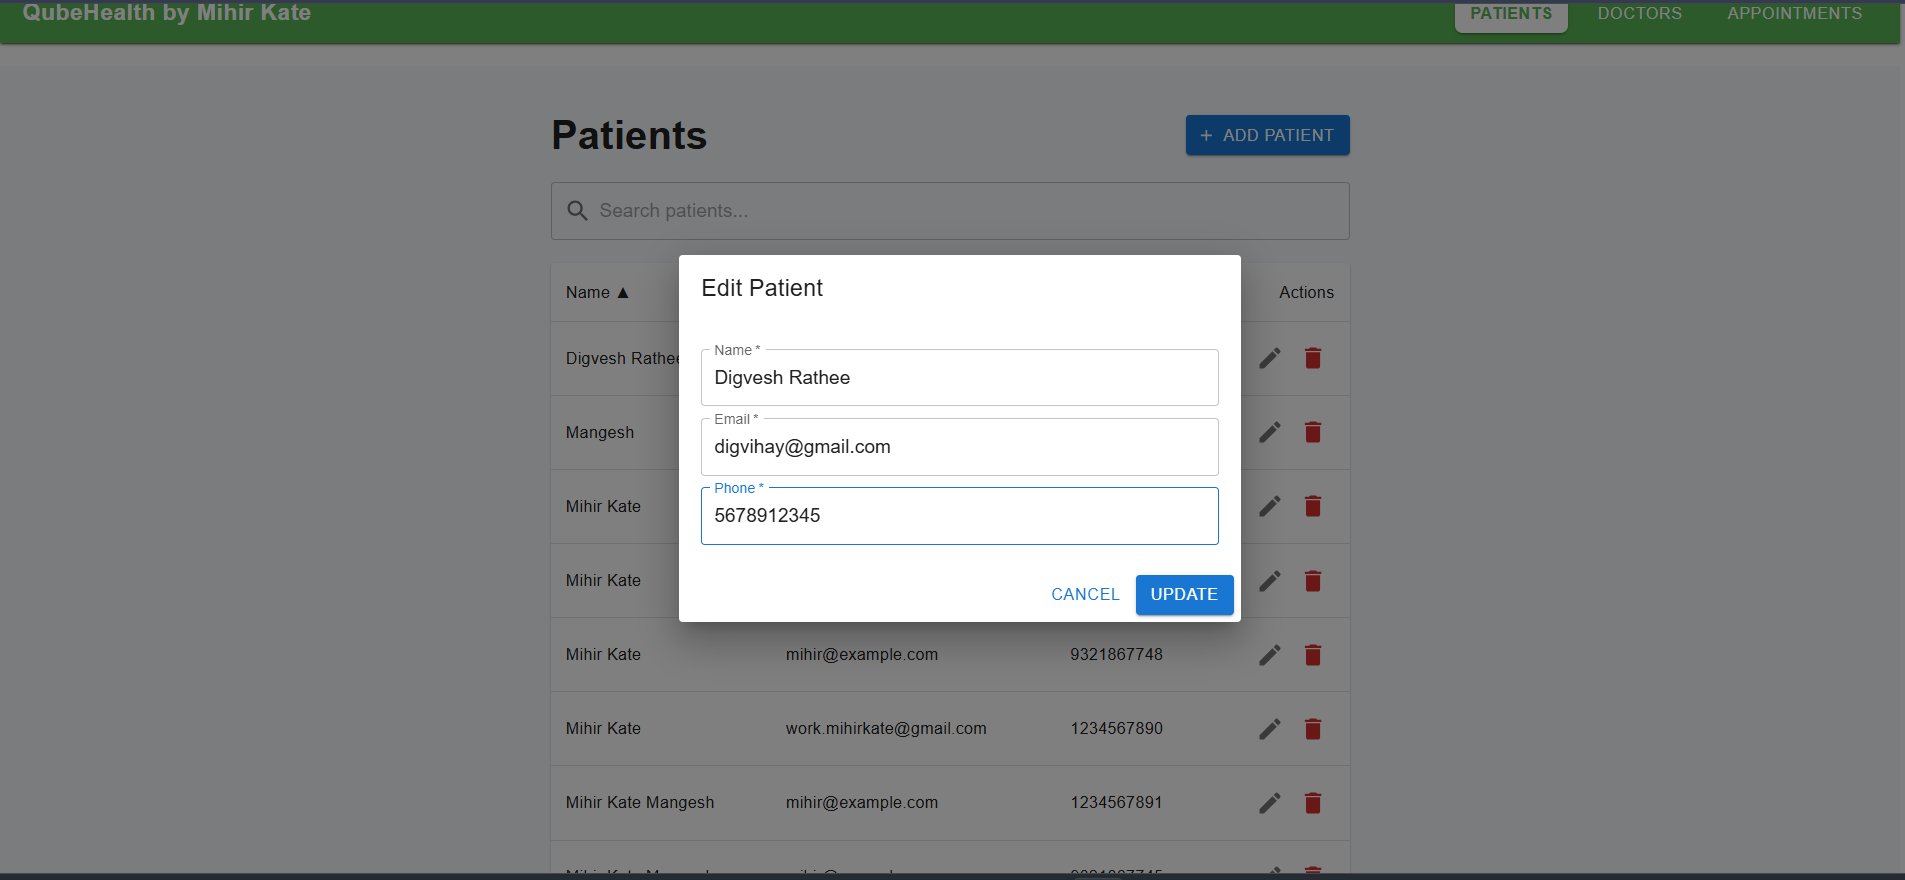 QubeHealth by Mihir Kate
PATIENTS DOCTORS APPOINTMENTS
Patients
+ ADD PATIENT
Search patients...
Name ▲ Actions
Edit Patient
Name *
Digvesh Rathee
Digvesh Rathee
Email *
Mangesh
digvihay@gmail.com
Phone *
Mihir Kate
5678912345
Mihir Kate
CANCEL UPDATE
Mihir Kate mihir@example.com 9321867748
Mihir Kate work.mihirkate@gmail.com 1234567890
Mihir Kate Mangesh mihir@example.com 1234567891